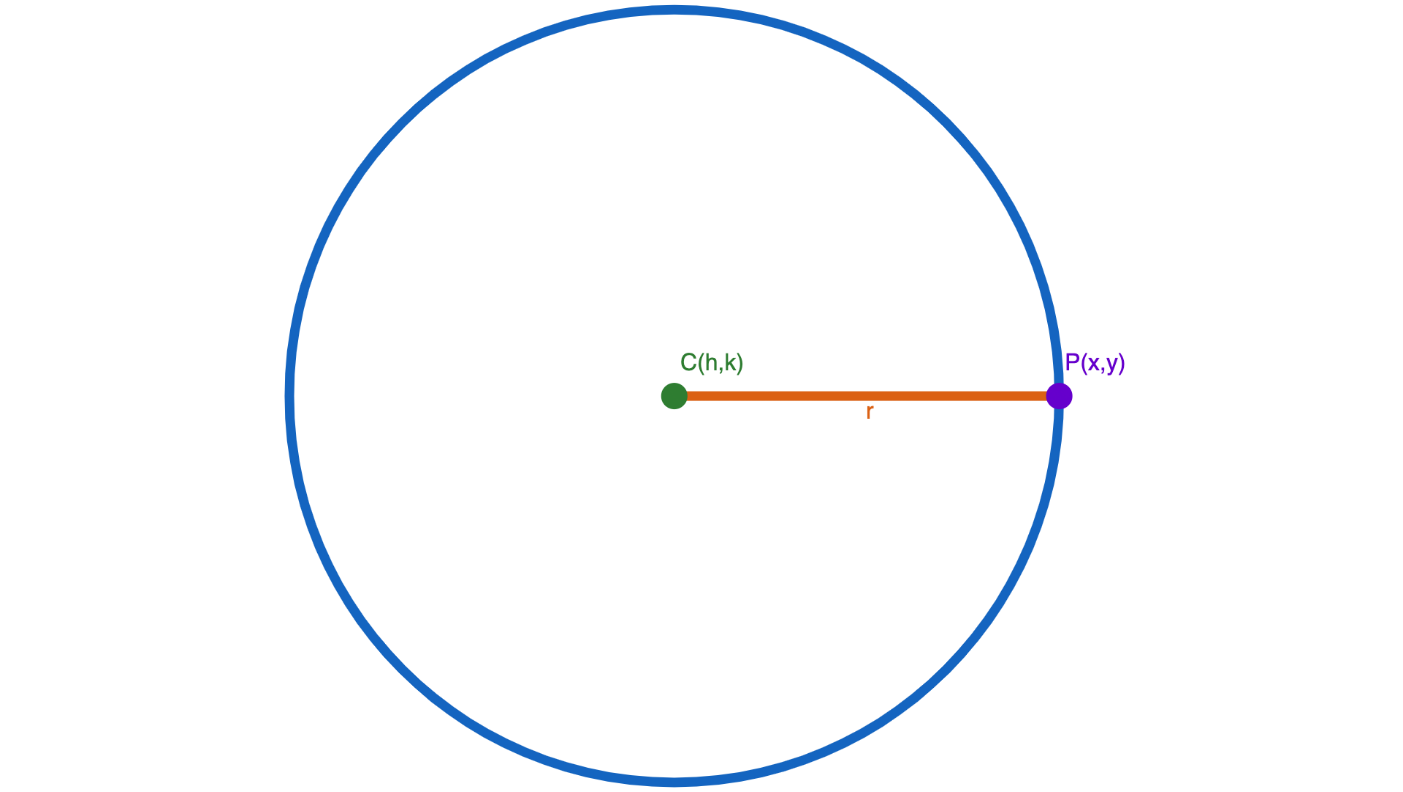 C(h,k)
P(x,y)
r